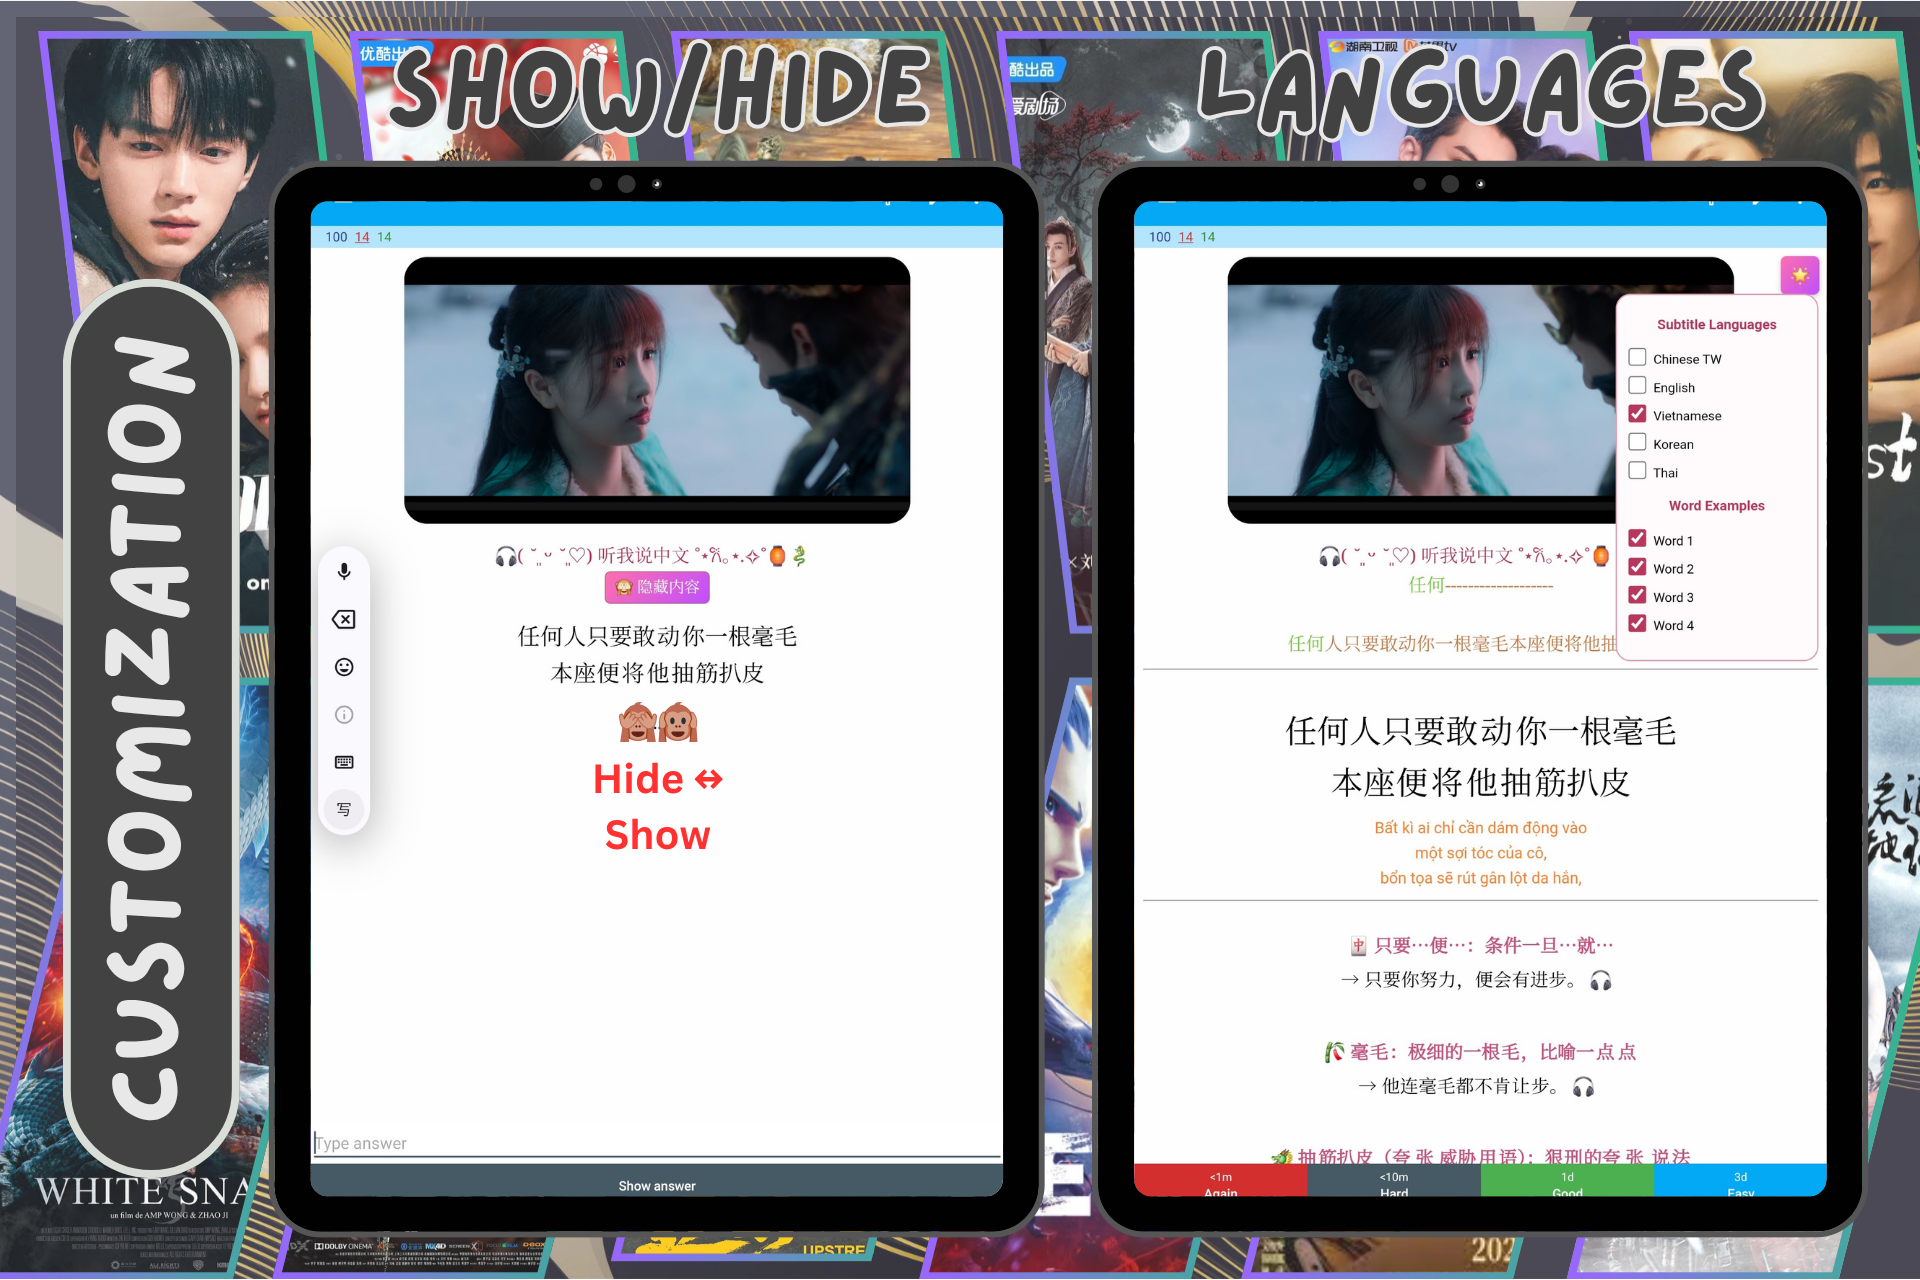 SHOW/HIDE
LANGUAGES
CUSTOMIZATION
优酷出
酷出品
爱剧场
湖南卫视
tv
100 14 14
🎧( ˘͈ ᵕ ˘͈♡) 听我说中文 ˚⋆𐙚｡⋆.✧˚🏮🐉
🙈 隐藏内容
任何人只要敢动你一根毫毛
本座便将他抽筋扒皮
🙈🙉
Hide ↔
Show
写
Type answer
Show answer
100 14 14
🌟
Subtitle Languages
Chinese TW
English
Vietnamese
Korean
Thai
Word Examples
Word 1
Word 2
Word 3
Word 4
🎧( ˘͈ ᵕ ˘͈♡) 听我说中文 ˚⋆𐙚｡⋆.✧˚🏮
任何------------------
任何人只要敢动你一根毫毛本座便将他抽
任何人只要敢动你一根毫毛
本座便将他抽筋扒皮
Bất kì ai chỉ cần dám động vào
một sợi tóc của cô,
bổn tọa sẽ rút gân lột da hắn,
🀄 只要…便…：条件一旦…就…
→ 只要你努力，便会有进步。🎧
🎋 毫毛：极细的一根毛，比喻一点点
→ 他连毫毛都不肯让步。🎧
🐉 抽筋扒皮（夸张威胁用语）：狠刑的夸张说法
<1m <10m 1d 3d
Again Hard Good Easy
WHITE SNA
un film de AMP WONG & ZHAO JI
DOLBY CINEMA
UPSTRE
202